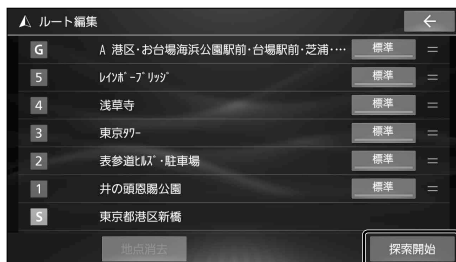 ルート編集
G A 港区・お台場海浜公園駅前・台場駅前・芝浦・… 標準
5 ﾚｲﾝﾎﾞｰﾌﾞﾘｯｼﾞ 標準
4 浅草寺 標準
3 東京ﾀﾜｰ 標準
2 表参道ﾋﾙｽﾞ・駐車場 標準
1 井の頭恩賜公園 標準
S 東京都港区新橋
地点消去 探索開始